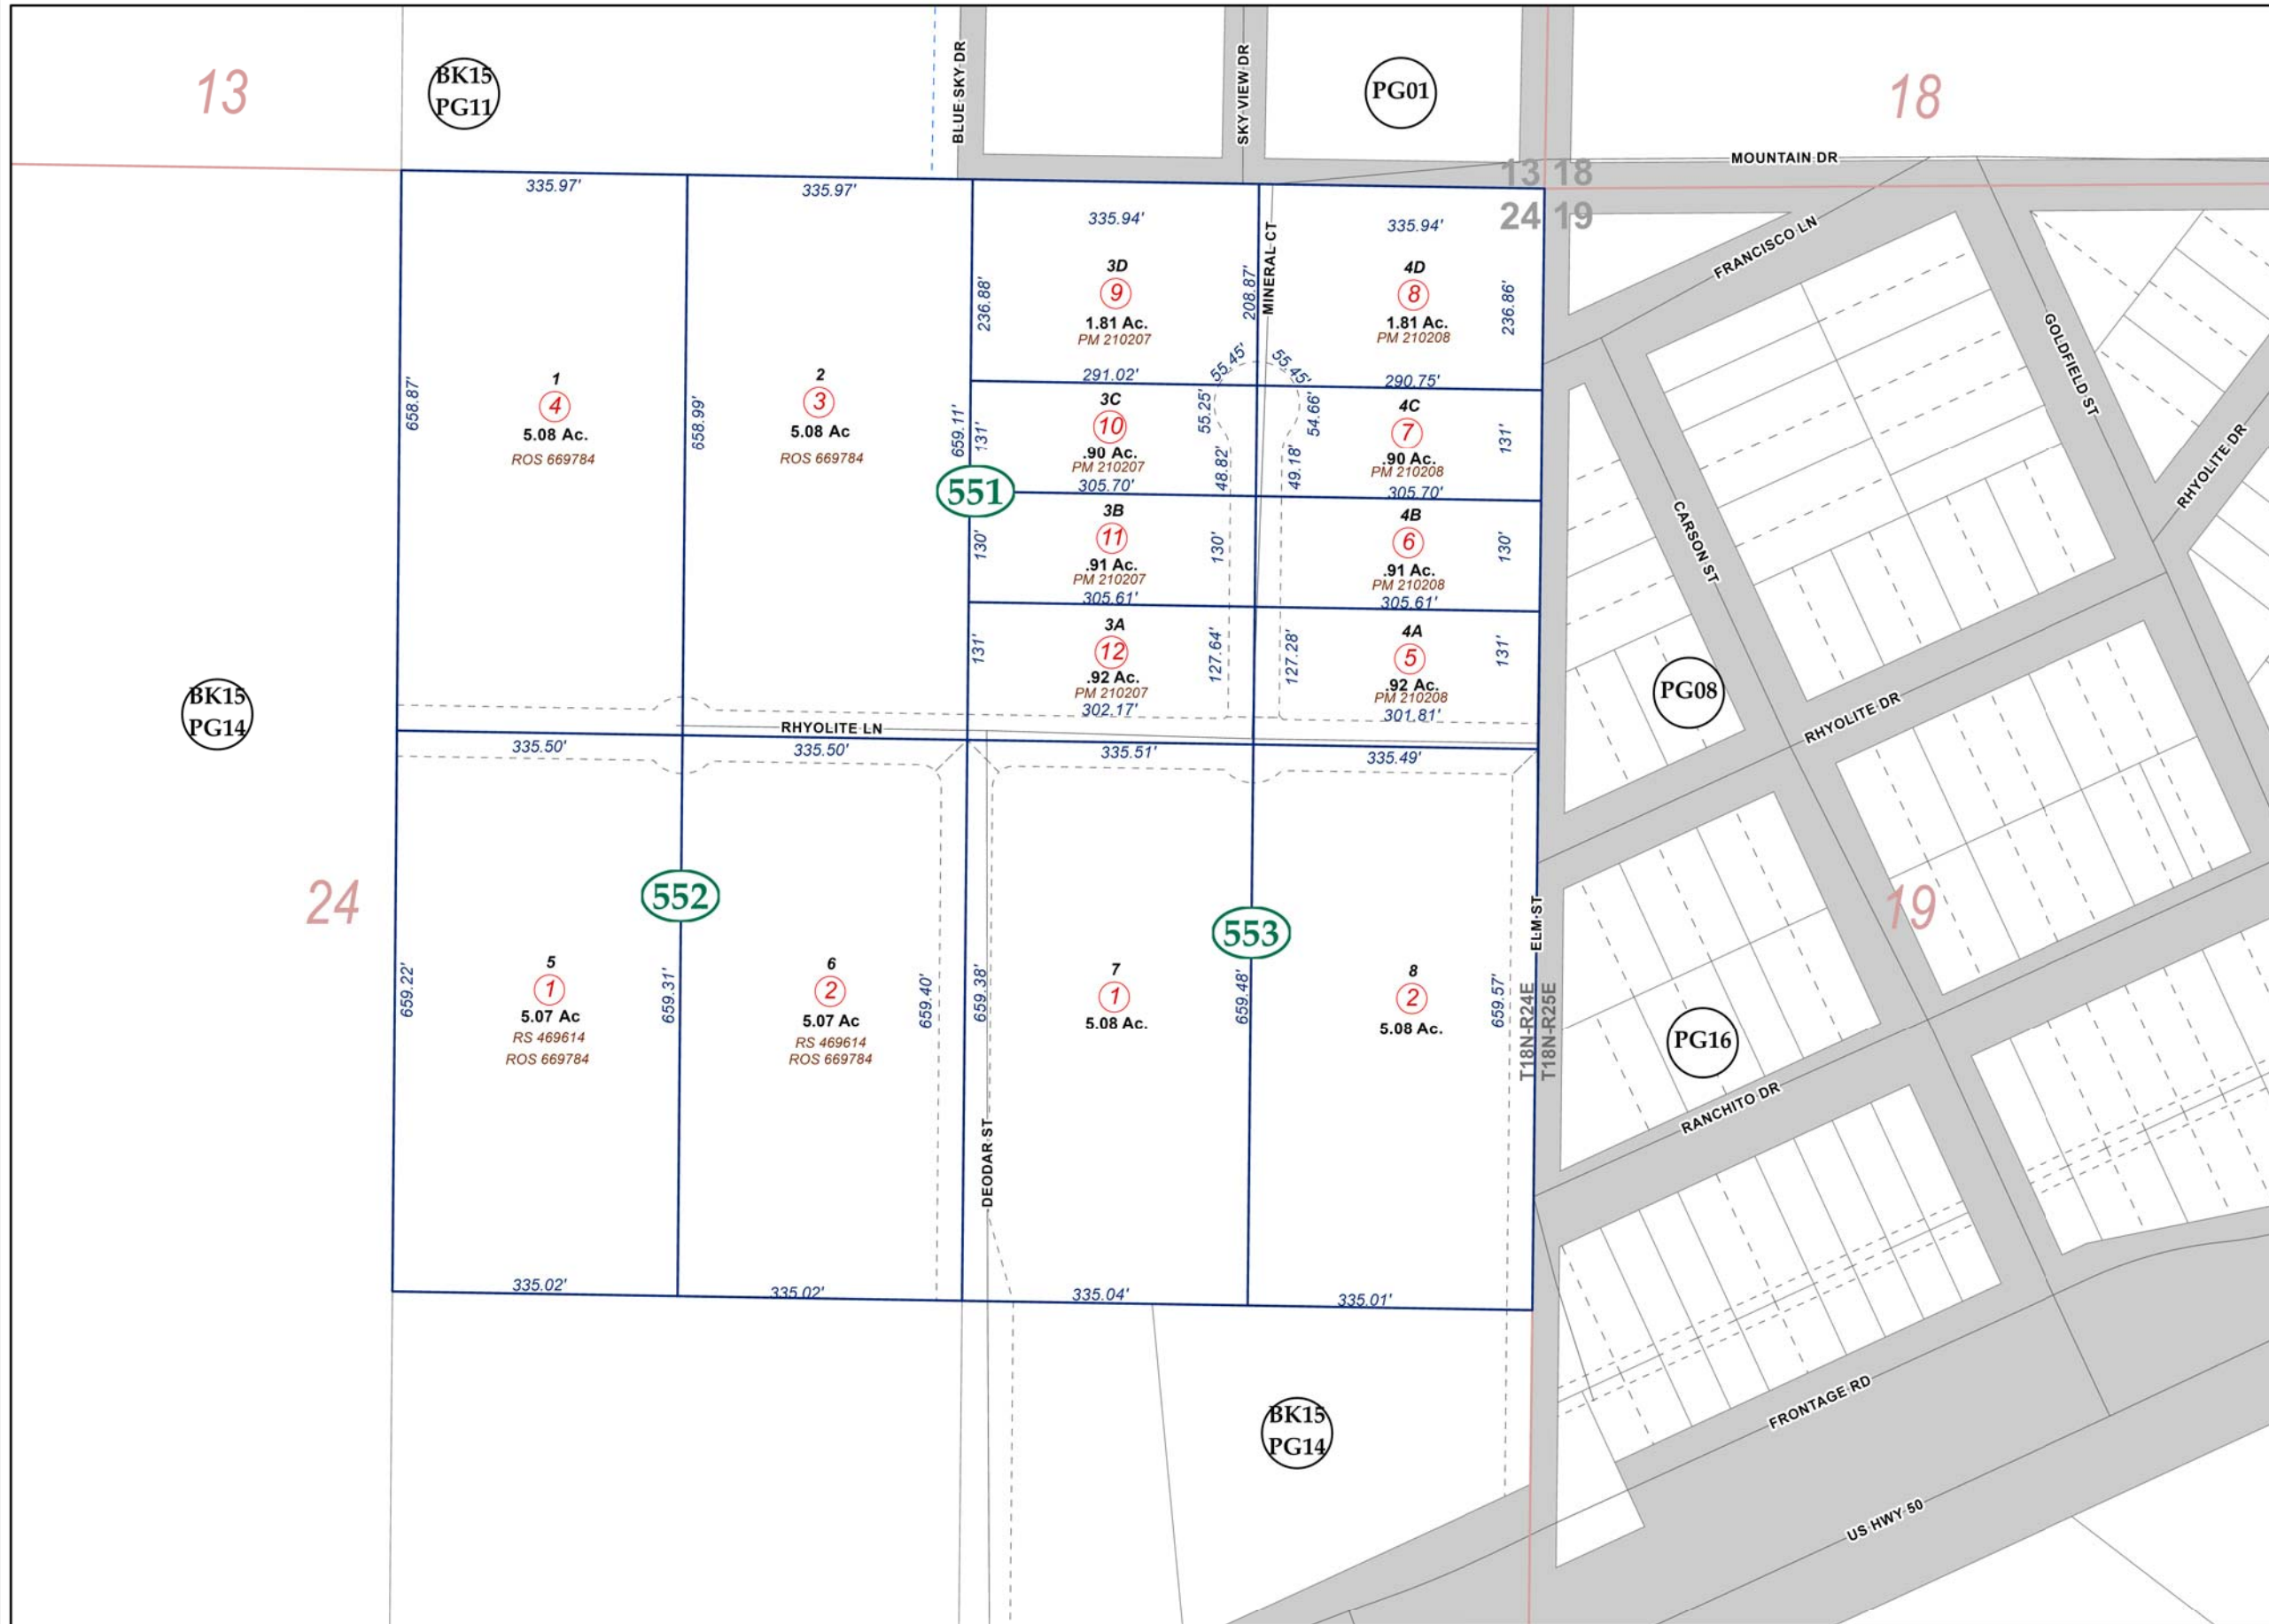 13
BK15
PG11
BLUE SKY DR
SKY VIEW DR
PG01
18
MOUNTAIN DR
13 18
24 19
335.97'
335.97'
335.94'
335.94'
MINERAL CT
FRANCISCO LN
GOLDFIELD ST
RHYOLITE DR
658.87'
1
4
5.08 Ac.
ROS 669784
658.99'
2
3
5.08 Ac
ROS 669784
659.11'
236.88'
3D
9
1.81 Ac.
PM 210207
291.02'
208.87'
4D
8
1.81 Ac.
PM 210208
290.75'
236.86'
55.45'
55.45'
131'
3C
10
.90 Ac.
PM 210207
305.70'
55.25'
48.82'
54.66'
49.18'
4C
7
.90 Ac.
PM 210208
305.70'
131'
551
130'
3B
11
.91 Ac.
PM 210207
305.61'
130'
4B
6
.91 Ac.
PM 210208
305.61'
130'
CARSON ST
131'
3A
12
.92 Ac.
PM 210207
302.17'
127.64'
127.28'
4A
5
.92 Ac.
PM 210208
301.81'
131'
PG08
RHYOLITE DR
BK15
PG14
RHYOLITE LN
335.50'
335.50'
335.51'
335.49'
24
552
553
19
ELM ST
659.22'
5
1
5.07 Ac
RS 469614
ROS 669784
659.31'
6
2
5.07 Ac
RS 469614
ROS 669784
659.40'
659.38'
7
1
5.08 Ac.
659.48'
8
2
5.08 Ac.
659.57'
T18N-R24E
T18N-R25E
PG16
RANCHITO DR
DEODAR ST
335.02'
335.02'
335.04'
335.01'
BK15
PG14
FRONTAGE RD
US HWY 50